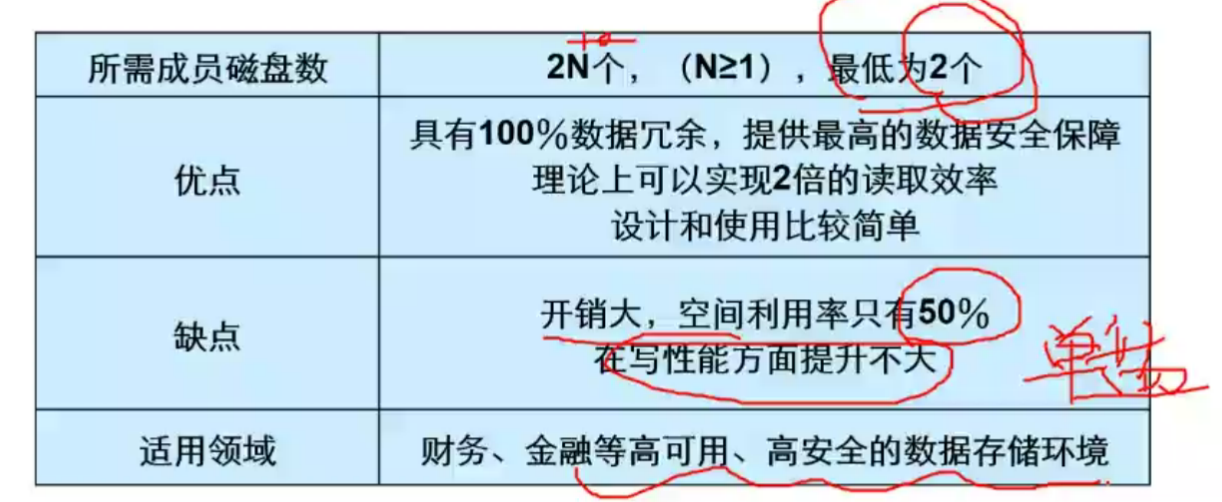 所需成员磁盘数
2N个，（N≥1），最低为2个
优点
具有100%数据冗余，提供最高的数据安全保障
理论上可以实现2倍的读取效率
设计和使用比较简单
缺点
开销大，空间利用率只有50%
在写性能方面提升不大
适用领域
财务、金融等高可用、高安全的数据存储环境